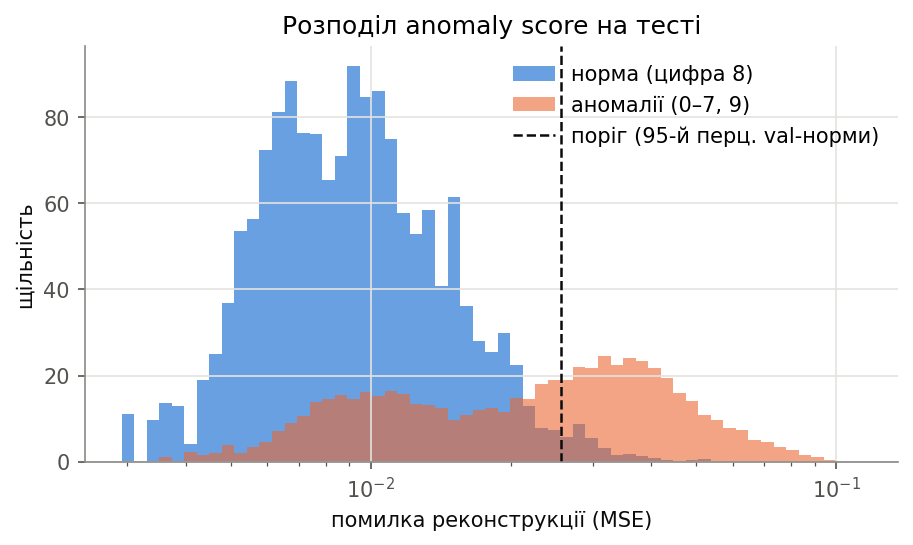 Розподіл anomaly score на тесті
норма (цифра 8)
аномалії (0–7, 9)
поріг (95-й перц. val-норми)
щільність
80
60
40
20
0
10⁻²
10⁻¹
помилка реконструкції (MSE)